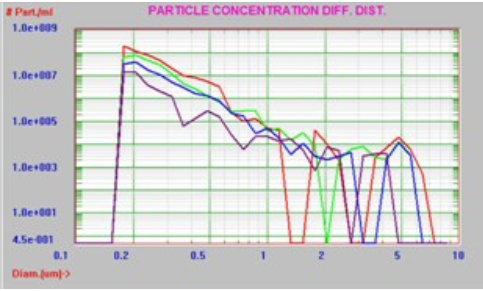 # Part./ml PARTICLE CONCENTRATION DIFF. DIST.
1.0e+009
1.0e+007
1.0e+005
1.0e+003
1.0e+001
4.5e-001
0.1 0.2 0.5 1 2 5 10
Diam.[um]->